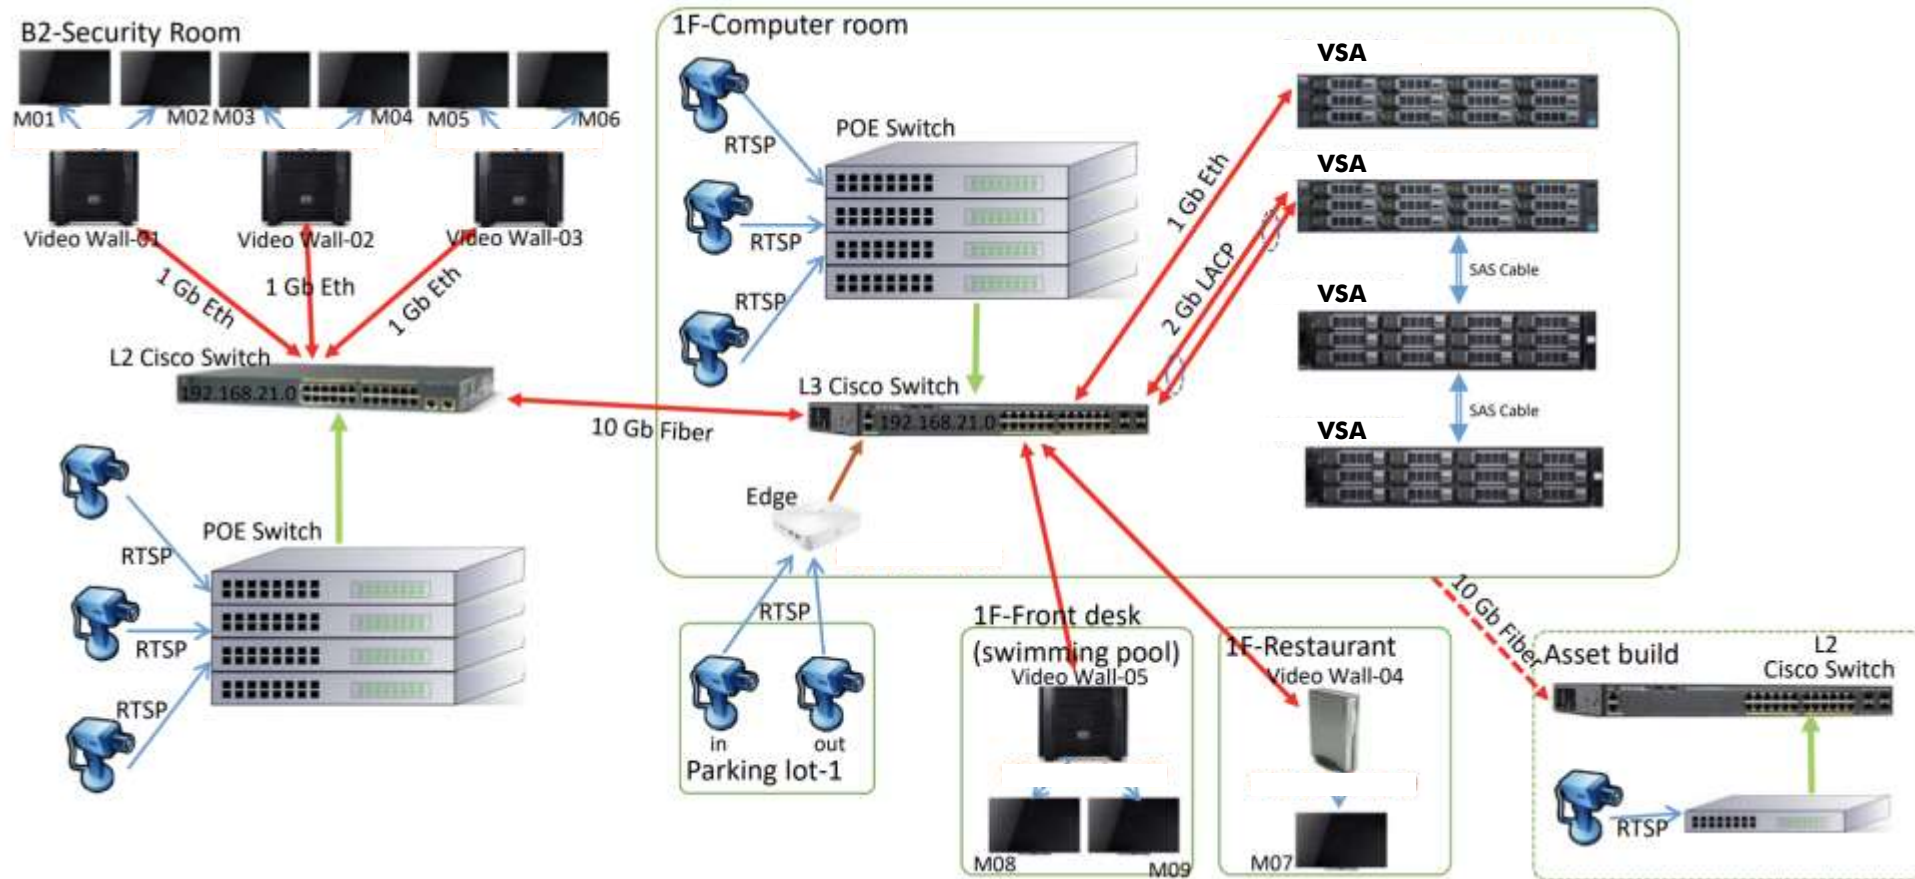 B2-Security Room
M01
M02
M03
M04
M05
M06
Video Wall-01
Video Wall-02
Video Wall-03
1 Gb Eth
1 Gb Eth
1 Gb Eth
L2 Cisco Switch
192.168.21.0
10 Gb Fiber
POE Switch
RTSP
RTSP
RTSP
1F-Computer room
RTSP
RTSP
RTSP
POE Switch
1 Gb Eth
2 Gb LACP
VSA
VSA
SAS Cable
VSA
SAS Cable
VSA
L3 Cisco Switch
192.168.21.0
Edge
RTSP
in
out
Parking lot-1
1F-Front desk
(swimming pool)
Video Wall-05
M08
M09
1F-Restaurant
Video Wall-04
M07
10 Gb Fiber
Asset build
L2
Cisco Switch
RTSP